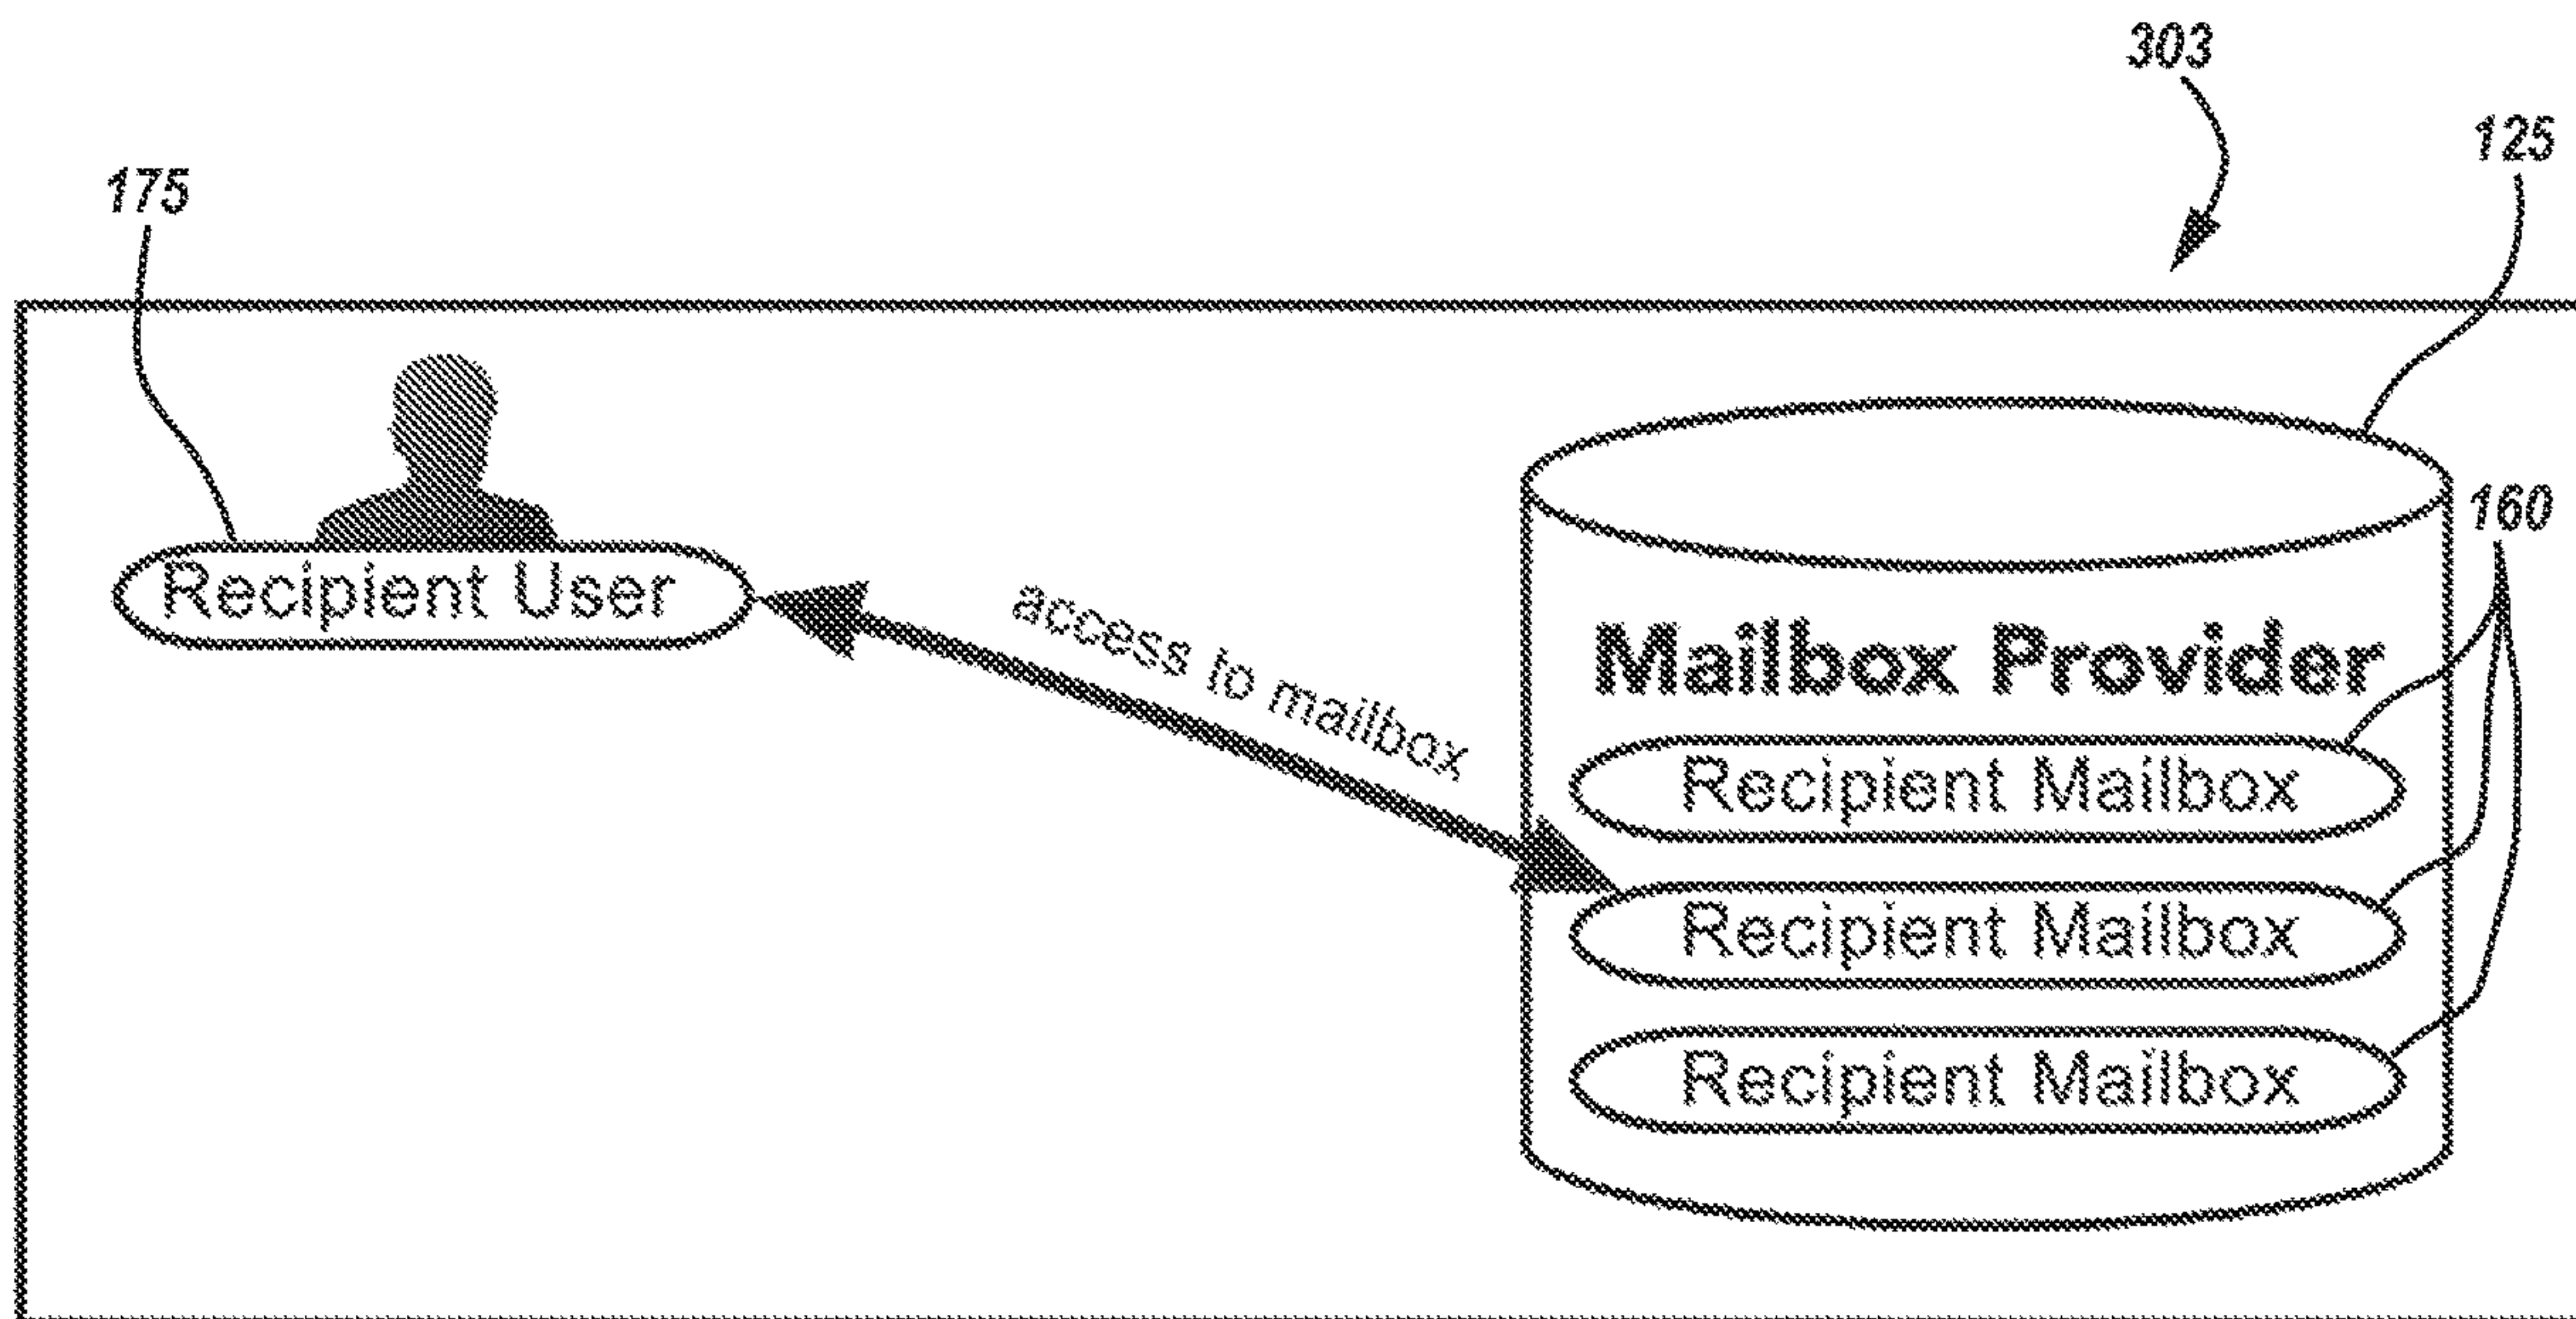 303
125
175
160
Recipient User
access to mailbox
Mailbox Provider
Recipient Mailbox
Recipient Mailbox
Recipient Mailbox